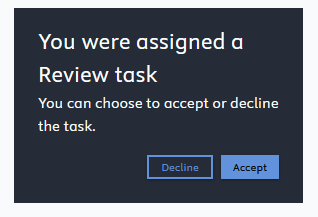 You were assigned a
Review task
You can choose to accept or decline
the task.
Decline Accept